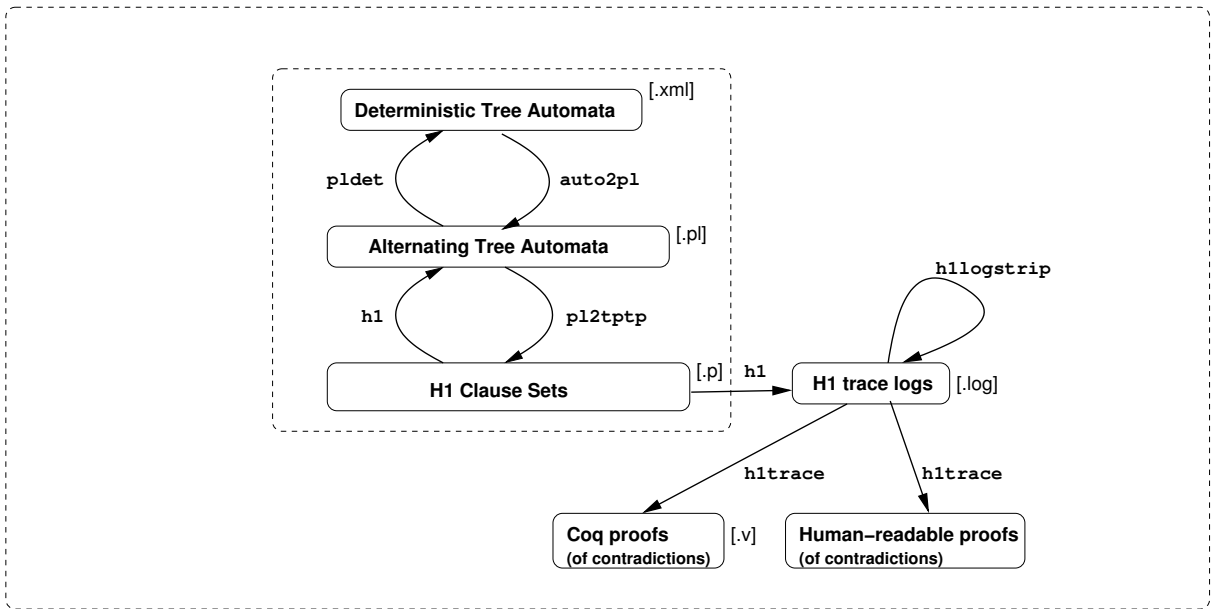 [.xml]
Deterministic Tree Automata
pldet
auto2pl
Alternating Tree Automata
[.pl]
h1logstrip
h1
pl2tptp
[.p]
h1
H1 Clause Sets
H1 trace logs
[.log]
h1trace
h1trace
Coq proofs
(of contradictions)
[.v]
Human−readable proofs
(of contradictions)